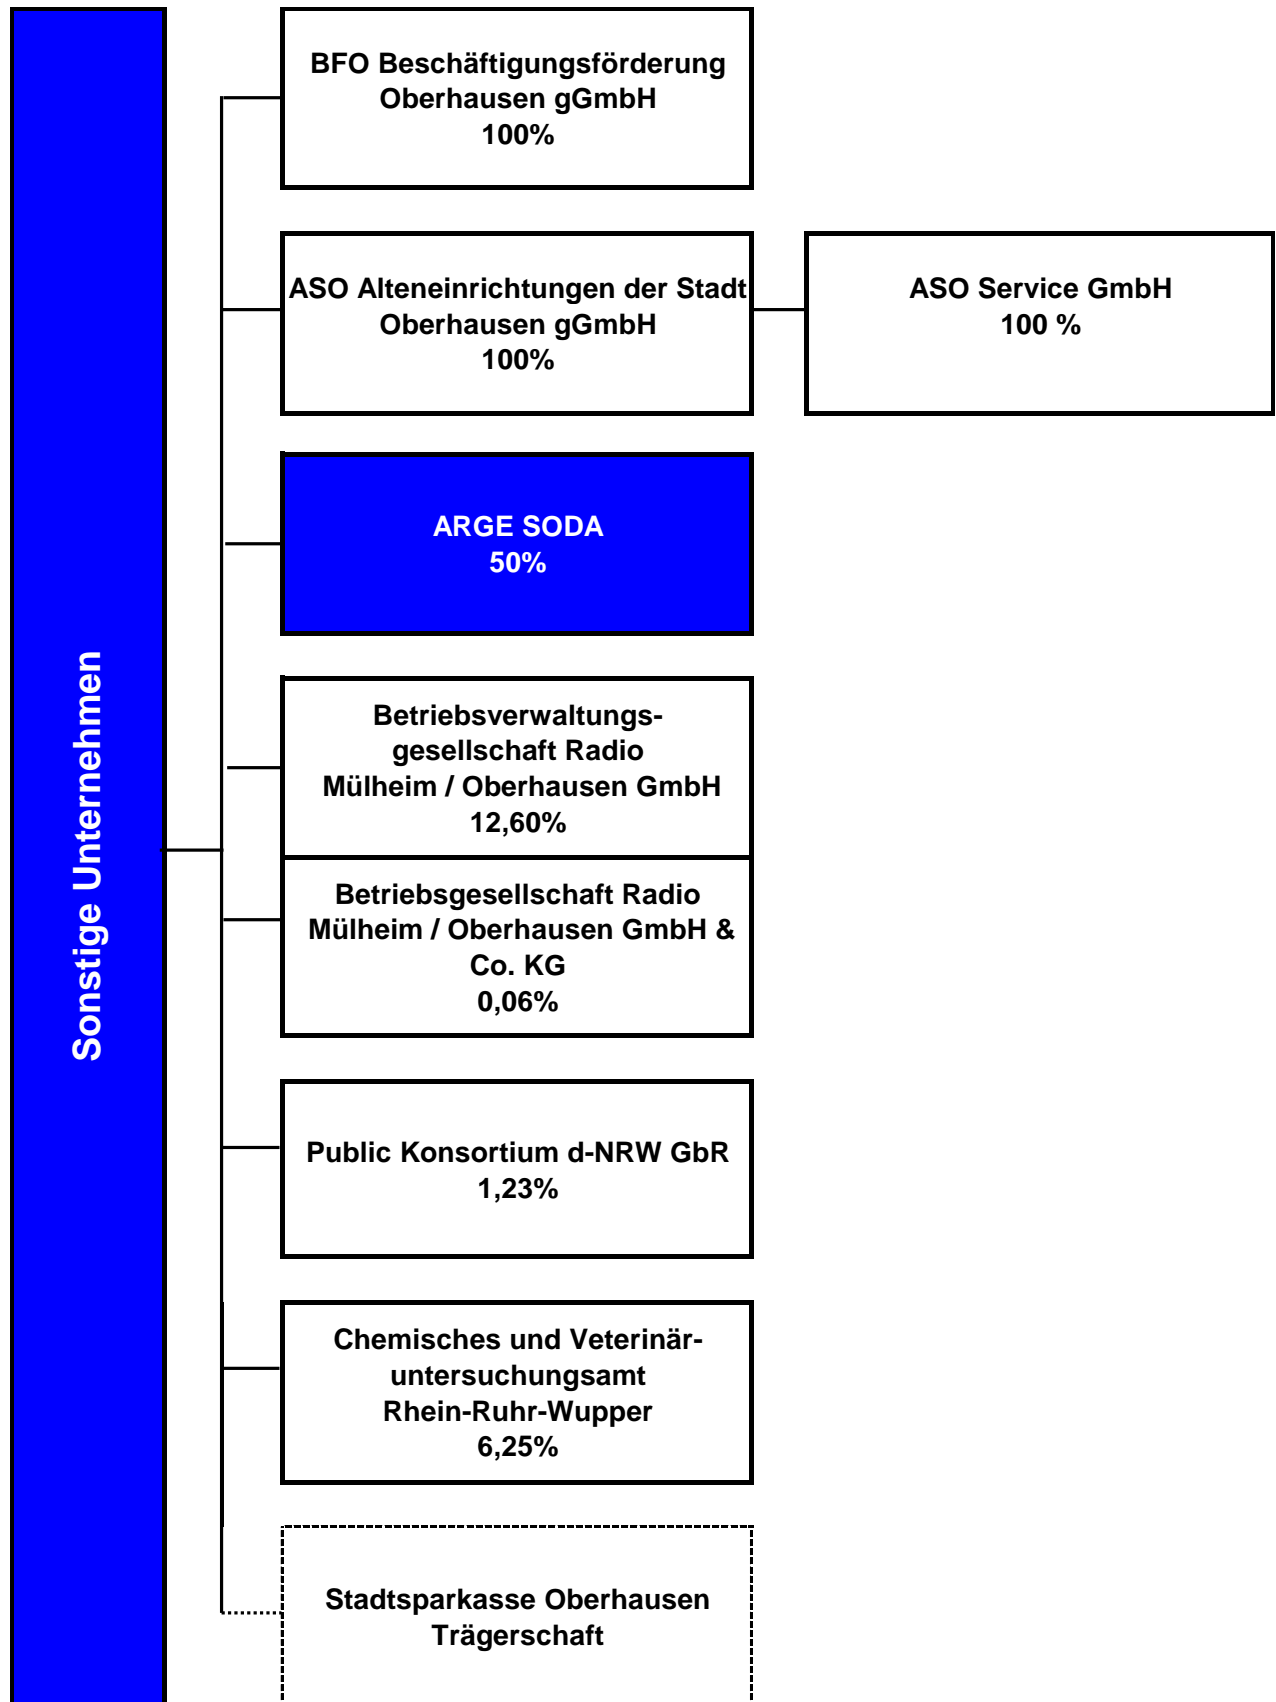 Sonstige Unternehmen
BFO Beschäftigungsförderung
Oberhausen gGmbH
100%
ASO Alteneinrichtungen der Stadt
Oberhausen gGmbH
100%
ASO Service GmbH
100 %
ARGE SODA
50%
Betriebsverwaltungs-
gesellschaft Radio
Mülheim / Oberhausen GmbH
12,60%
Betriebsgesellschaft Radio
Mülheim / Oberhausen GmbH &
Co. KG
0,06%
Public Konsortium d-NRW GbR
1,23%
Chemisches und Veterinär-
untersuchungsamt
Rhein-Ruhr-Wupper
6,25%
Stadtsparkasse Oberhausen
Trägerschaft